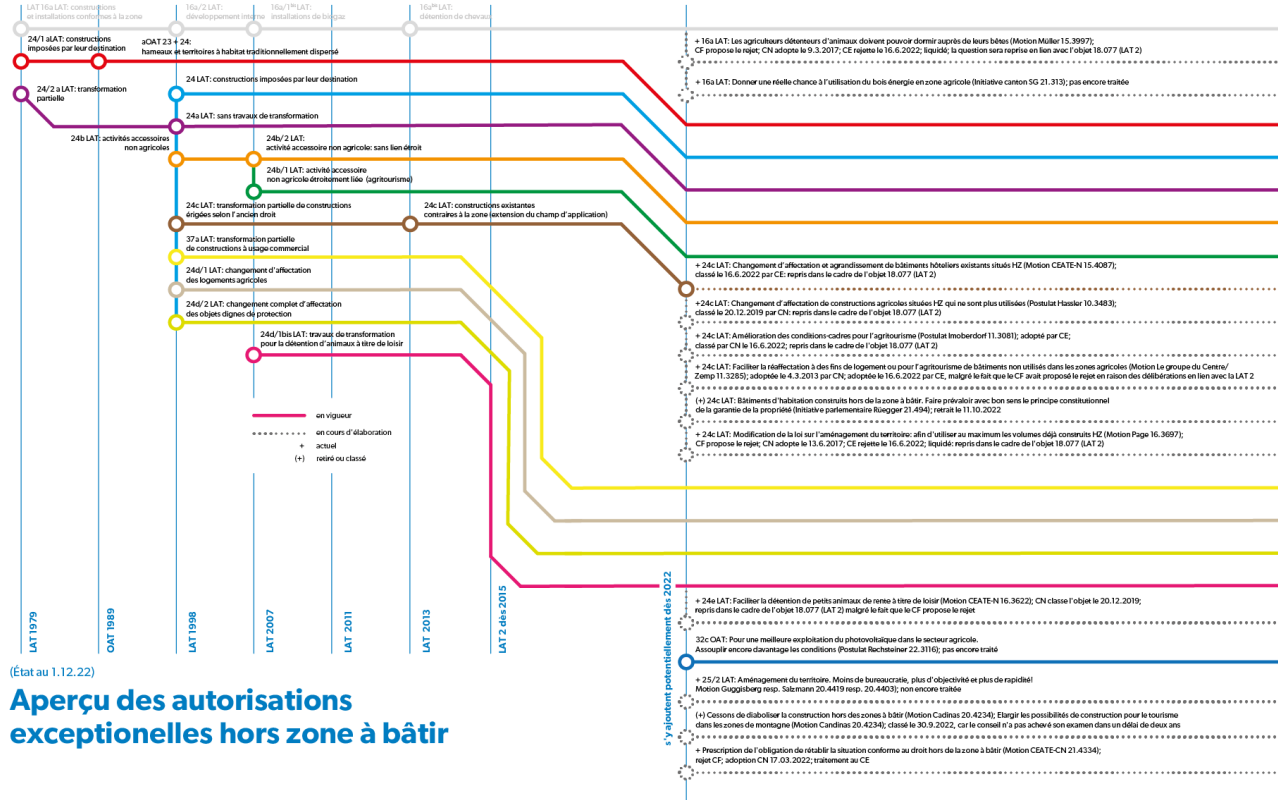 LAT 16a LAT: constructions
et installations conformes à la zone
16a/2 LAT:
développement interne
16a/1bis LAT:
installations de biogas
16abis LAT:
détention de chevaux
24/1 aLAT: constructions
imposées par leur destination
aOAT 23 + 24:
hameaux et territoires à habitat traditionnellement dispersé
24/2 a LAT: transformation
partielle
24 LAT: constructions imposées par leur destination
24a LAT: sans travaux de transformation
24b LAT: activités accessoires
non agricoles
24b/2 LAT:
activité accessoire non agricole: sans lien étroit
24b/1 LAT: activité accessoire
non agricole étroitement liée (agritourisme)
24c LAT: transformation partielle de constructions
érigées selon l'ancien droit
24c LAT: constructions existantes
contraires à la zone (extension du champ d'application)
37a LAT: transformation partielle
de constructions à usage commercial
24d/1 LAT: changement d'affectation
des logements agricoles
24d/2 LAT: changement complet d'affectation
des objets dignes de protection
24d/1bis LAT: travaux de transformation
pour la détention d'animaux à titre de loisir
en vigueur
en cours d'élaboration
+ actuel
(+) retiré ou classé
LAT 1979
OAT 1989
LAT 1998
LAT 2007
LAT 2011
LAT 2013
LAT 2 dès 2015
s'y ajoutent potentiellement dès 2022
+ 16a LAT: Les agriculteurs détenteurs d'animaux doivent pouvoir dormir auprès de leurs bêtes (Motion Müller 15.3997);
CF propose le rejet; CN adopte le 9.3.2017; CE rejette le 16.6.2022; liquidé; la question sera reprise en lien avec l'objet 18.077 (LAT 2)
+ 16a LAT: Donner une réelle chance à l'utilisation du bois énergie en zone agricole (Initiative canton SG 21.313); pas encore traitée
+ 24c LAT: Changement d'affectation et agrandissement de bâtiments hôteliers existants situés HZ (Motion CEATE-N 15.4087);
classé le 16.6.2022 par CE: repris dans le cadre de l'objet 18.077 (LAT 2)
+24c LAT: Changement d'affectation de constructions agricoles situées HZ qui ne sont plus utilisées (Postulat Hassler 10.3483);
classé le 20.12.2019 par CN: repris dans le cadre de l'objet 18.077 (LAT 2)
+ 24c LAT: Amélioration des conditions-cadres pour l'agritourisme (Postulat Imoberdorf 11.3081); adopté par CE;
classé par CN le 16.6.2022; repris dans le cadre de l'objet 18.077 (LAT 2)
+ 24c LAT: Faciliter la réaffectation à des fins de logement ou pour l'agritourisme de bâtiments non utilisés dans les zones agricoles (Motion Le groupe du Centre/
Zemp 11.3285); adoptée le 4.3.2013 par CN; adoptée le 16.6.2022 par CE, malgré le fait que le CF avait proposé le rejet en raison des délibérations en lien avec la LAT 2
(+) 24c LAT: Bâtiments d'habitation construits hors de la zone à bâtir. Faire prévaloir avec bon sens le principe constitutionnel
de la garantie de la propriété (Initiative parlementaire Rüegger 21.494); retrait le 11.10.2022
+ 24c LAT: Modification de la loi sur l'aménagement du territoire: afin d'utiliser au maximum les volumes déjà construits HZ (Motion Page 16.3697);
CF propose le rejet; CN adopte le 13.6.2017; CE rejette le 16.6.2022; liquidé: repris dans le cadre de l'objet 18.077 (LAT 2)
+ 24e LAT: Faciliter la détention de petits animaux de rente à titre de loisir (Motion CEATE-N 16.3622); CN classe l'objet le 20.12.2019;
repris dans le cadre de l'objet 18.077 (LAT 2) malgré le fait que le CF propose le rejet
32c OAT: Pour une meilleure exploitation du photovoltaïque dans le secteur agricole.
Assouplir encore davantage les conditions (Postulat Rechsteiner 22.3116); pas encore traité
+ 25/2 LAT: Aménagement du territoire. Moins de bureaucratie, plus d'objectivité et plus de rapidité!
Motion Guggisberg resp. Salzmann 20.4419 resp. 20.4403); non encore traitée
(+) Cessons de diaboliser la construction hors des zones à bâtir (Motion Cadinas 20.4234); Elargir les possibilités de construction pour le tourisme
dans les zones de montagne (Motion Candinas 20.4234); classé le 30.9.2022, car le conseil n'a pas achevé son examen dans un délai de deux ans
+ Prescription de l'obligation de rétablir la situation conforme au droit hors de la zone à bâtir (Motion CEATE-CN 21.4334);
rejet CF; adoption CN 17.03.2022; traitement au CE
(État au 1.12.22)
Aperçu des autorisations
exceptionelles hors zone à bâtir